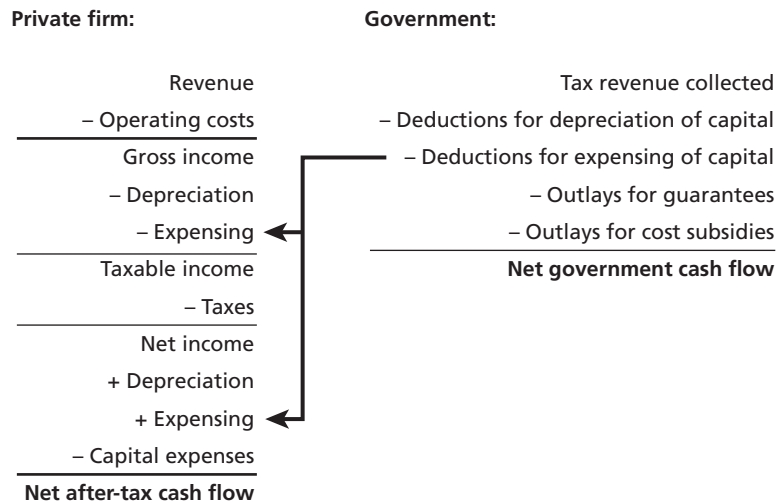 Private firm:
Revenue
– Operating costs
Gross income
– Depreciation
– Expensing
Taxable income
– Taxes
Net income
+ Depreciation
+ Expensing
– Capital expenses
Net after-tax cash flow
Government:
Tax revenue collected
– Deductions for depreciation of capital
– Deductions for expensing of capital
– Outlays for guarantees
– Outlays for cost subsidies
Net government cash flow